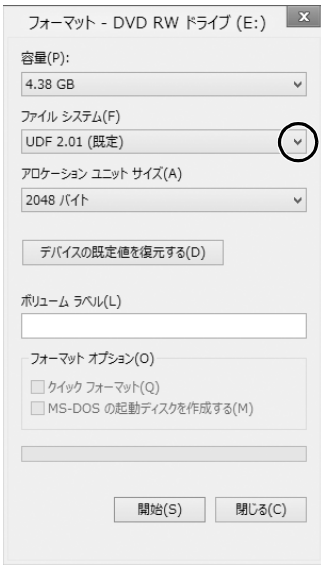 フォーマット - DVD RW ドライブ (E:)
容量(P):
4.38 GB
ファイル システム(F)
UDF 2.01 (既定)
アロケーション ユニット サイズ(A)
2048 バイト
デバイスの既定値を復元する(D)
ボリューム ラベル(L)
フォーマット オプション(O)
クイック フォーマット(Q)
MS-DOS の起動ディスクを作成する(M)
開始(S)
閉じる(C)